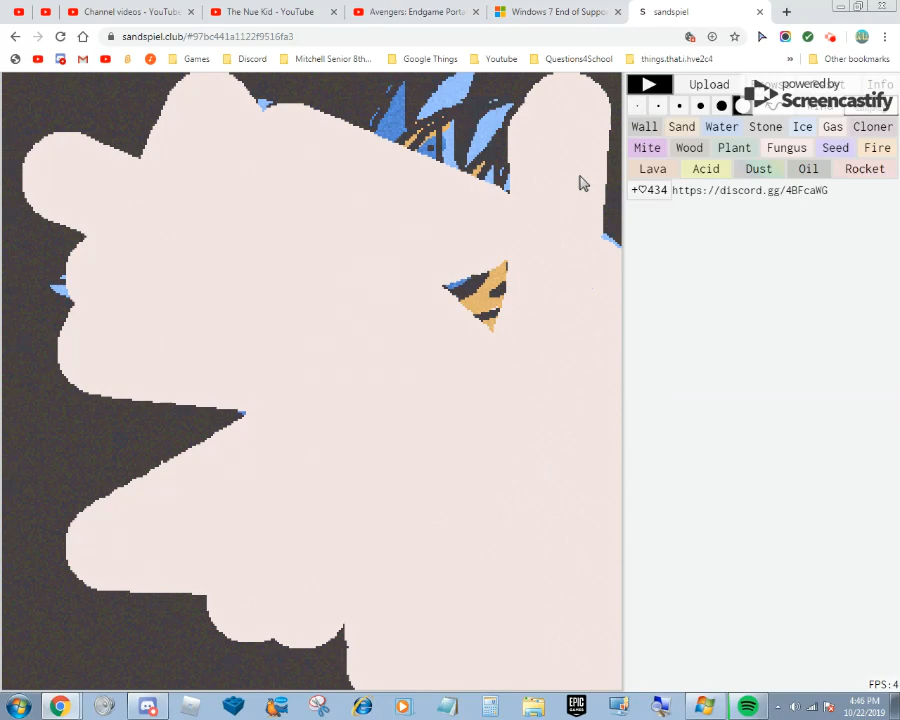 Channel videos - YouTube
The Nue Kid - YouTube
Avengers: Endgame Porta
Windows 7 End of Suppo
sandspiel
sandspiel.club/#97bc441a1122f9516fa3
Games
Discord
Mitchell Senior 8th...
Google Things
Youtube
Questions4School
things.that.i.hve2c4
»
Other bookmarks
Upload
Info
powered by
Screencastify
Wall Sand Water Stone Ice Gas Cloner
Mite Wood Plant Fungus Seed Fire
Lava Acid Dust Oil Rocket
+♡434 https://discord.gg/4BFcaWG
FPS:4
EPIC
GAMES
4:46 PM
10/22/2019